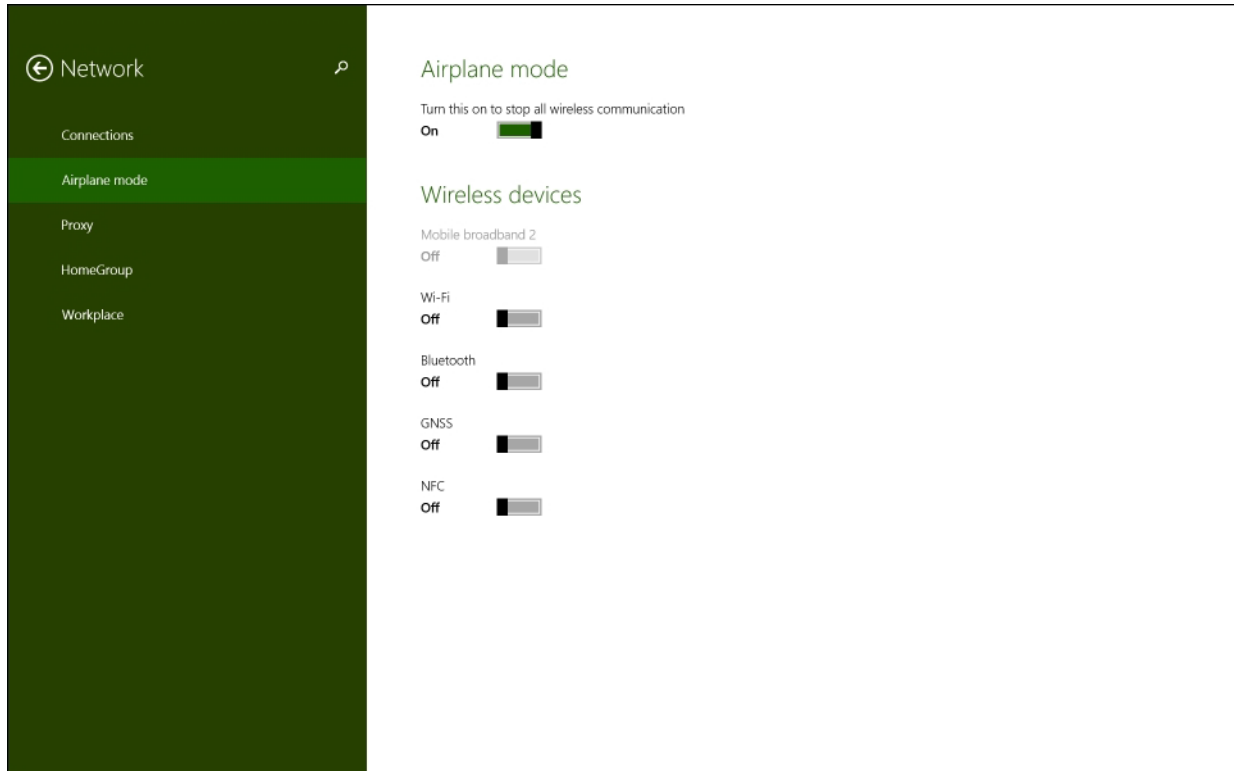 Network
Connections
Airplane mode
Proxy
HomeGroup
Workplace
Airplane mode
Turn this on to stop all wireless communication
On
Wireless devices
Mobile broadband 2
Off
Wi-Fi
Off
Bluetooth
Off
GNSS
Off
NFC
Off